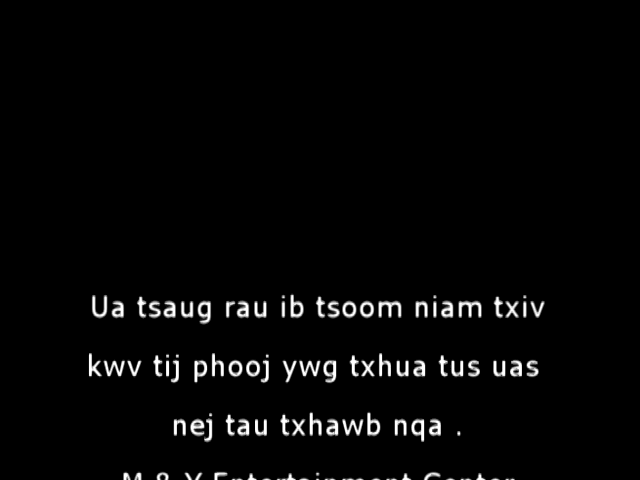 Ua tsaug rau ib tsoom niam txiv
kwv tij phooj ywg txhua tus uas
nej tau txhawb nqa .
M & Y Entertainment Center